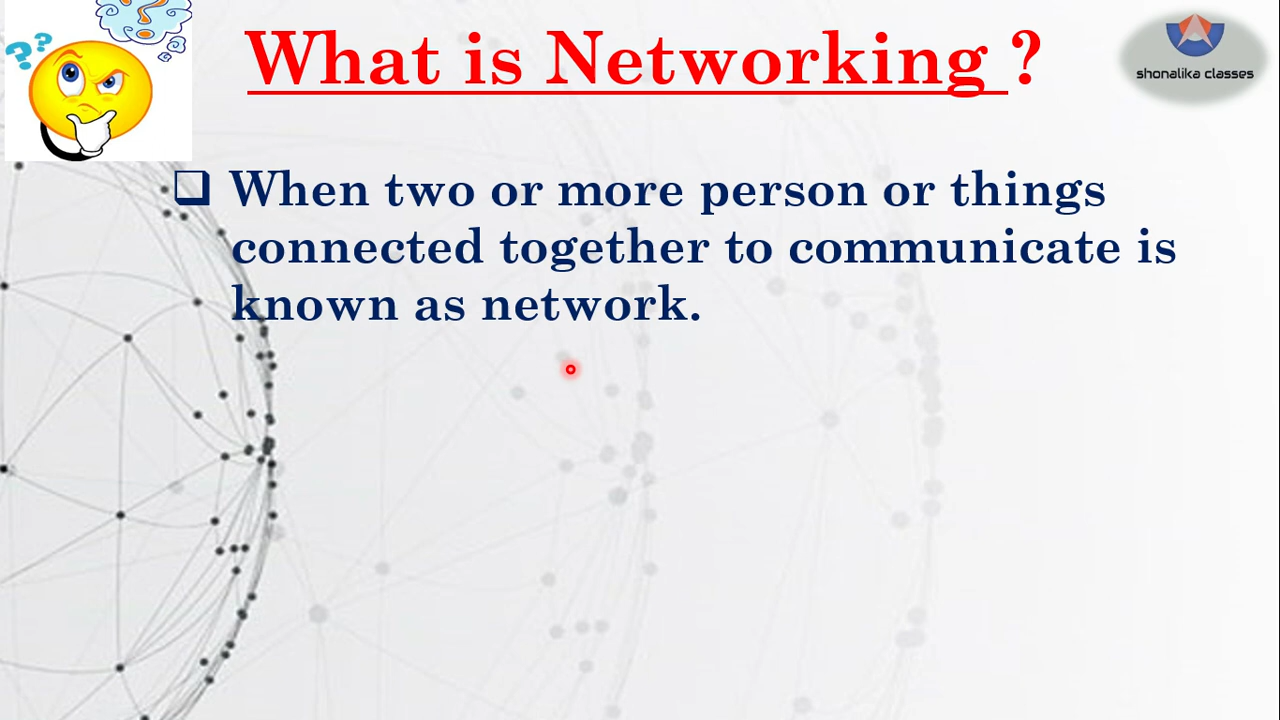 What is Networking ?
shonalika classes
When two or more person or things
connected together to communicate is
known as network.